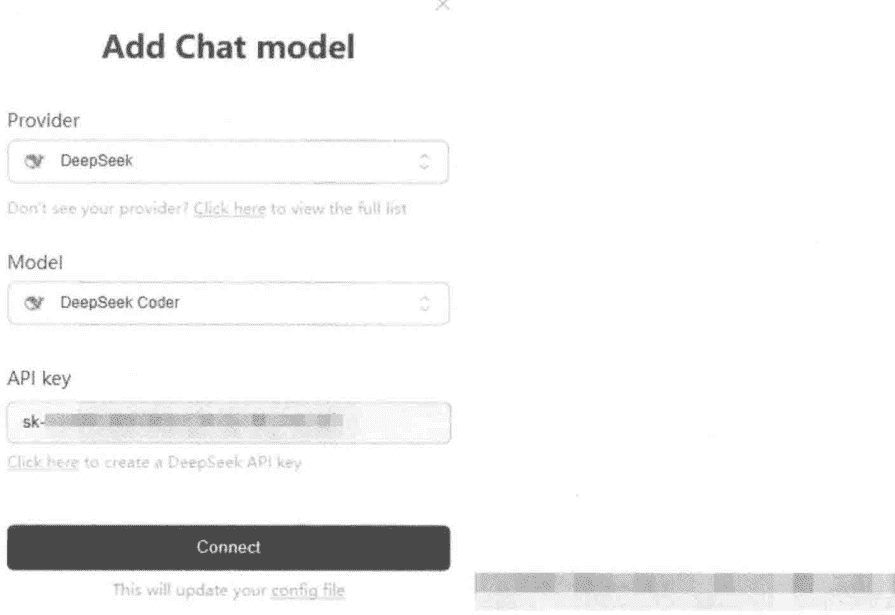 Add Chat model
Provider
DeepSeek
Don't see your provider? Click here to view the full list
Model
DeepSeek Coder
API key
sk-
Click here to create a DeepSeek API key
Connect
This will update your config file